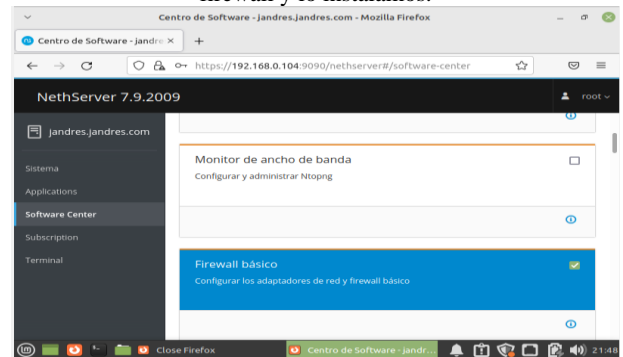 firewall y lo instalamos.
Centro de Software - jandres.jandres.com - Mozilla Firefox
Centro de Software - jandre
https://192.168.0.104:9090/nethserver#/software-center
NethServer 7.9.2009
root
jandres.jandres.com
Sistema
Applications
Software Center
Subscription
Terminal
Monitor de ancho de banda
Configurar y administrar Ntopng
Firewall básico
Configurar los adaptadores de red y firewall básico
Close Firefox
Centro de Software - jandr...
21:48